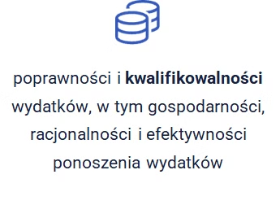 poprawności i kwalifikowalności
wydatków, w tym gospodarności,
racjonalności i efektywności
ponoszenia wydatków